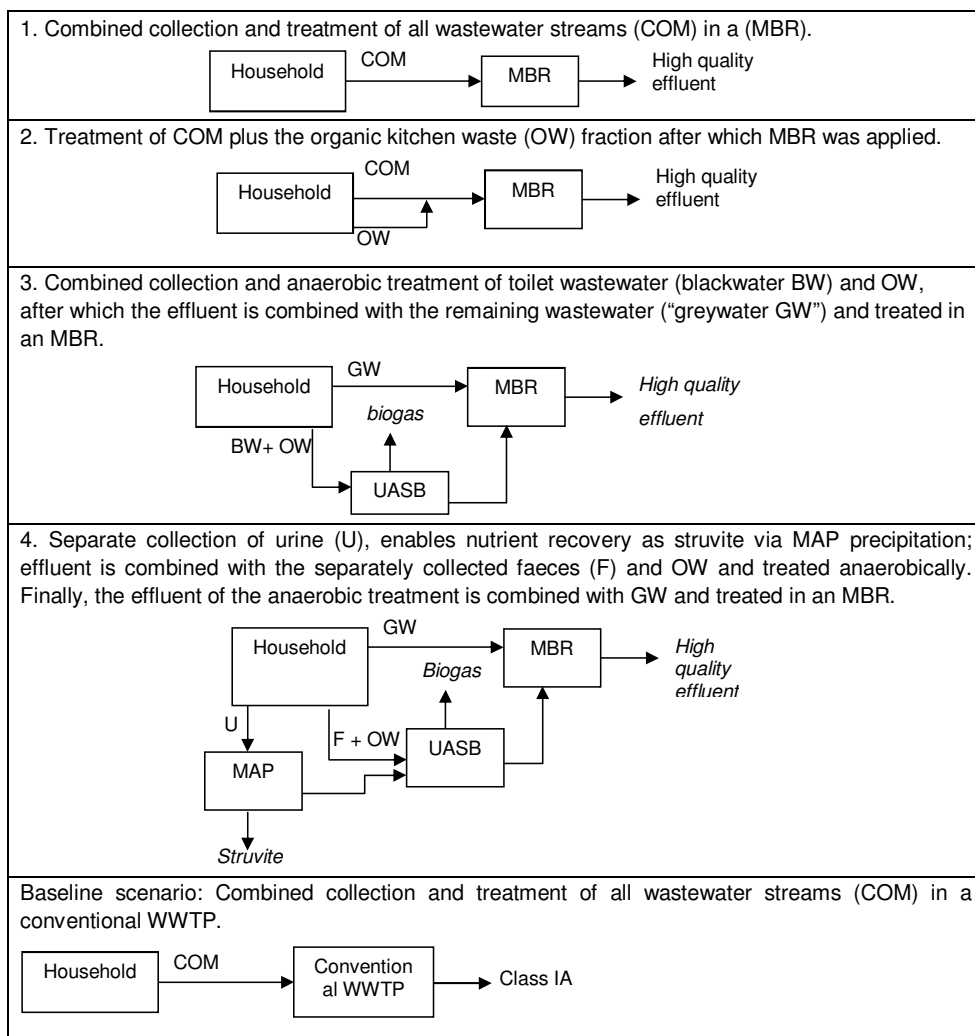 1. Combined collection and treatment of all wastewater streams (COM) in a (MBR).
Household
COM
MBR
High quality
effluent
2. Treatment of COM plus the organic kitchen waste (OW) fraction after which MBR was applied.
Household
COM
OW
MBR
High quality
effluent
3. Combined collection and anaerobic treatment of toilet wastewater (blackwater BW) and OW,
after which the effluent is combined with the remaining wastewater (“greywater GW”) and treated in
an MBR.
Household
GW
MBR
High quality
effluent
biogas
BW+ OW
UASB
4. Separate collection of urine (U), enables nutrient recovery as struvite via MAP precipitation;
effluent is combined with the separately collected faeces (F) and OW and treated anaerobically.
Finally, the effluent of the anaerobic treatment is combined with GW and treated in an MBR.
Household
GW
MBR
High
quality
effluent
Biogas
U
F + OW
UASB
MAP
Struvite
Baseline scenario: Combined collection and treatment of all wastewater streams (COM) in a
conventional WWTP.
Household
COM
Convention
al WWTP
Class IA